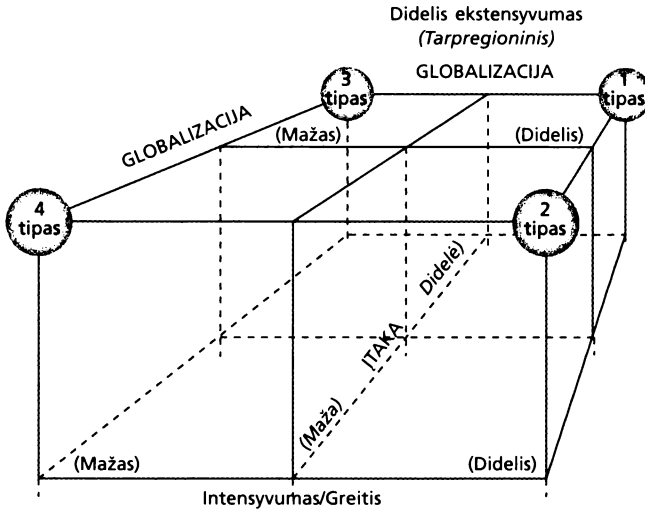 Didelis ekstensyvumas
(Tarpregioninis)
GLOBALIZACIJA
3
tipas
1
tipas
GLOBALIZACIJA
(Mažas)
(Didelis)
4
tipas
2
tipas
Didelė)
ĮTAKA
(Maža)
(Mažas)
(Didelis)
Intensyvumas/Greitis